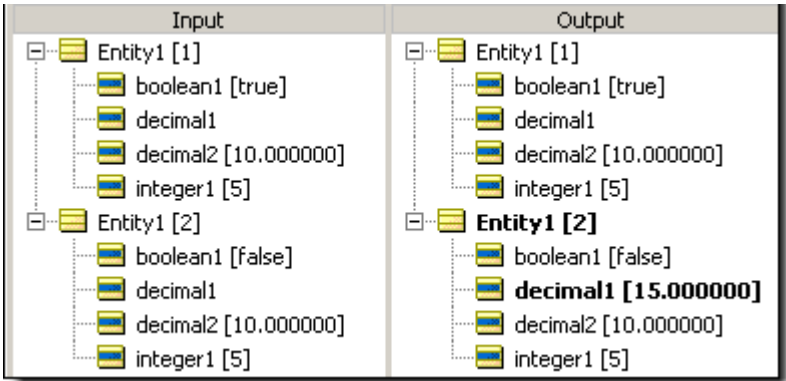 Input
Entity1 [1]
boolean1 [true]
decimal1
decimal2 [10.000000]
integer1 [5]
Entity1 [2]
boolean1 [false]
decimal1
decimal2 [10.000000]
integer1 [5]
Output
Entity1 [1]
boolean1 [true]
decimal1
decimal2 [10.000000]
integer1 [5]
Entity1 [2]
boolean1 [false]
decimal1 [15.000000]
decimal2 [10.000000]
integer1 [5]